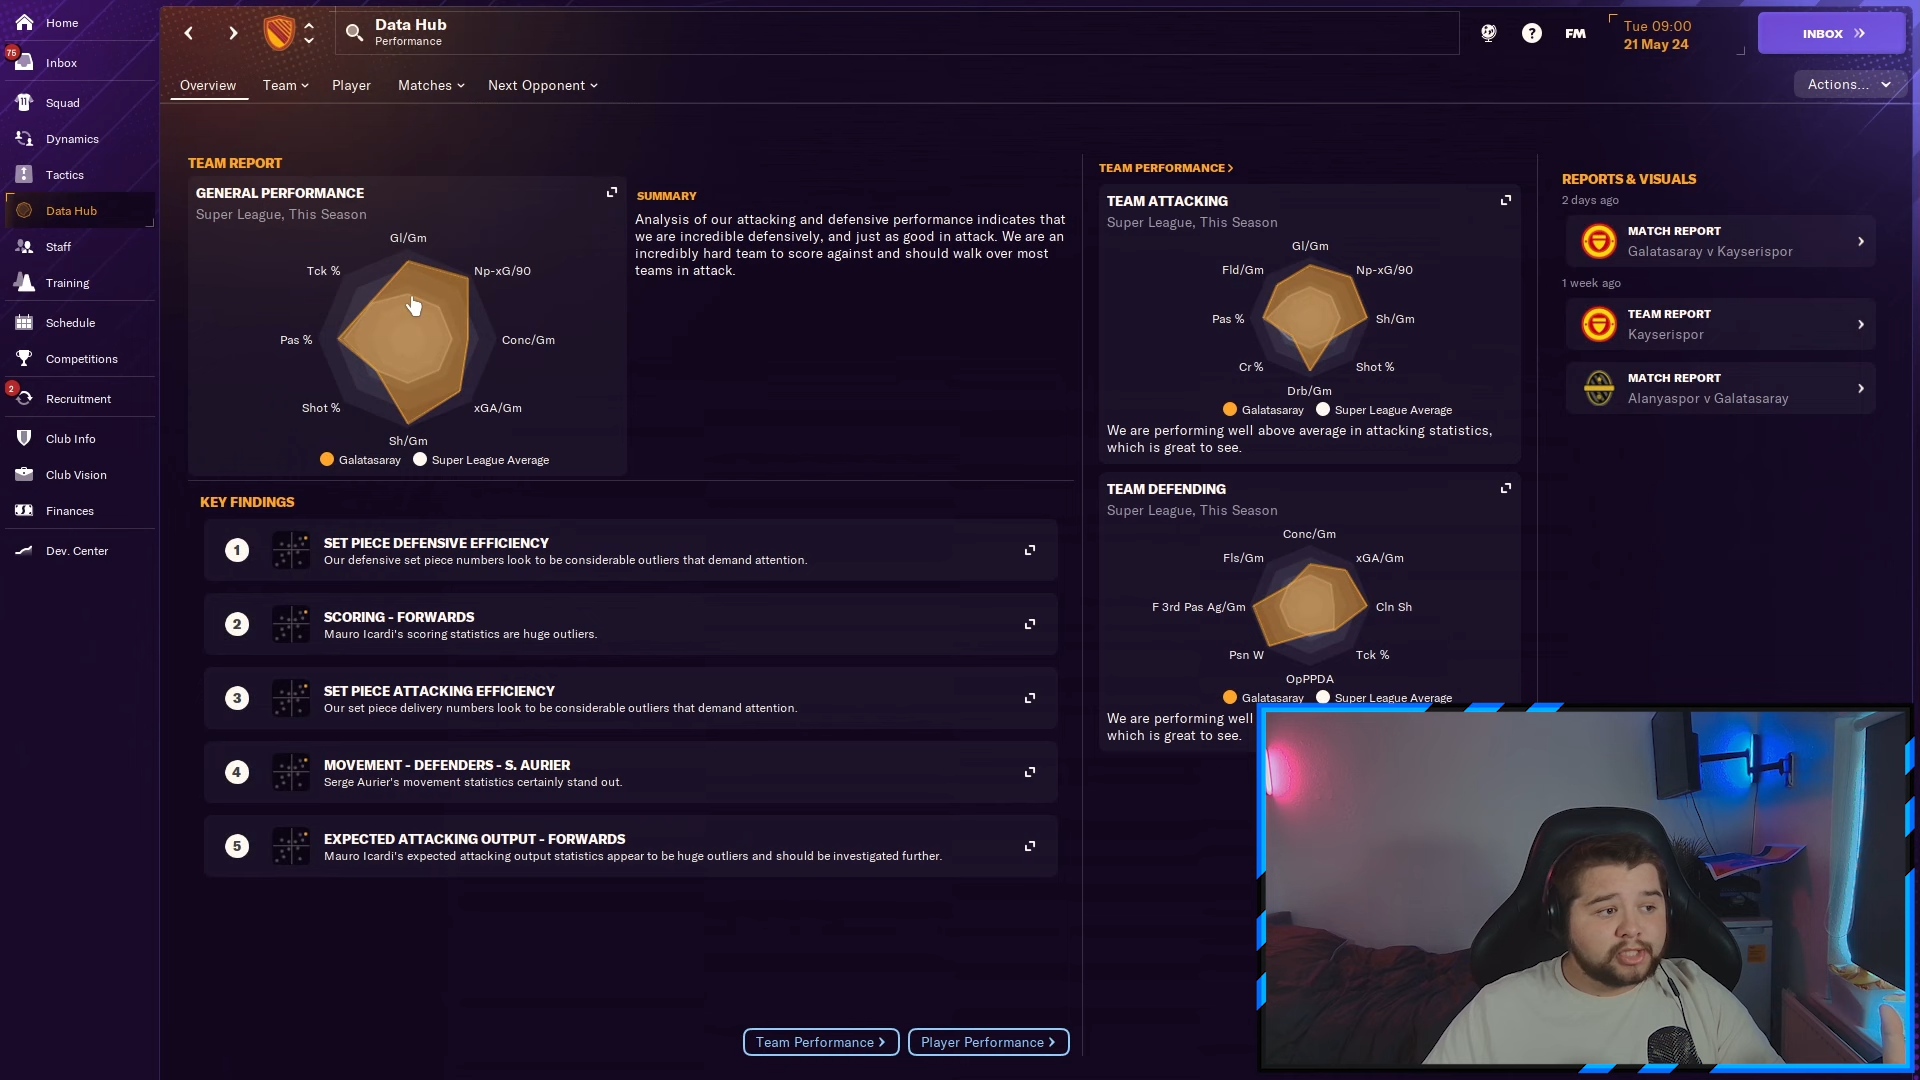 Home
76
Inbox
Squad
Dynamics
Tactics
Data Hub
Staff
Training
Schedule
Competitions
2
Recruitment
Club Info
Club Vision
Finances
Dev. Center
Data Hub
Performance
?
FM
Tue 09:00
21 May 24
INBOX
Overview
Team
Player
Matches
Next Opponent
Actions...
TEAM REPORT
GENERAL PERFORMANCE
Super League, This Season
Gl/Gm
Tck %
Np-xG/90
Pas %
Conc/Gm
Shot %
xGA/Gm
Sh/Gm
Galatasaray
Super League Average
SUMMARY
Analysis of our attacking and defensive performance indicates that
we are incredible defensively, and just as good in attack. We are an
incredibly hard team to score against and should walk over most
teams in attack.
KEY FINDINGS
1
SET PIECE DEFENSIVE EFFICIENCY
Our defensive set piece numbers look to be considerable outliers that demand attention.
2
SCORING - FORWARDS
Mauro Icardi's scoring statistics are huge outliers.
3
SET PIECE ATTACKING EFFICIENCY
Our set piece delivery numbers look to be considerable outliers that demand attention.
4
MOVEMENT - DEFENDERS - S. AURIER
Serge Aurier's movement statistics certainly stand out.
5
EXPECTED ATTACKING OUTPUT - FORWARDS
Mauro Icardi's expected attacking output statistics appear to be huge outliers and should be investigated further.
Team Performance
Player Performance
TEAM PERFORMANCE
TEAM ATTACKING
Super League, This Season
Gl/Gm
Fld/Gm
Np-xG/90
Pas %
Sh/Gm
Cr %
Shot %
Drb/Gm
Galatasaray
Super League Average
We are performing well above average in attacking statistics,
which is great to see.
TEAM DEFENDING
Super League, This Season
Conc/Gm
Fls/Gm
xGA/Gm
F 3rd Pas Ag/Gm
Cln Sh
Psn W
Tck %
OpPPDA
Galatasaray
Super League Average
We are performing well
which is great to see.
REPORTS & VISUALS
2 days ago
MATCH REPORT
Galatasaray v Kayserispor
1 week ago
TEAM REPORT
Kayserispor
MATCH REPORT
Alanyaspor v Galatasaray